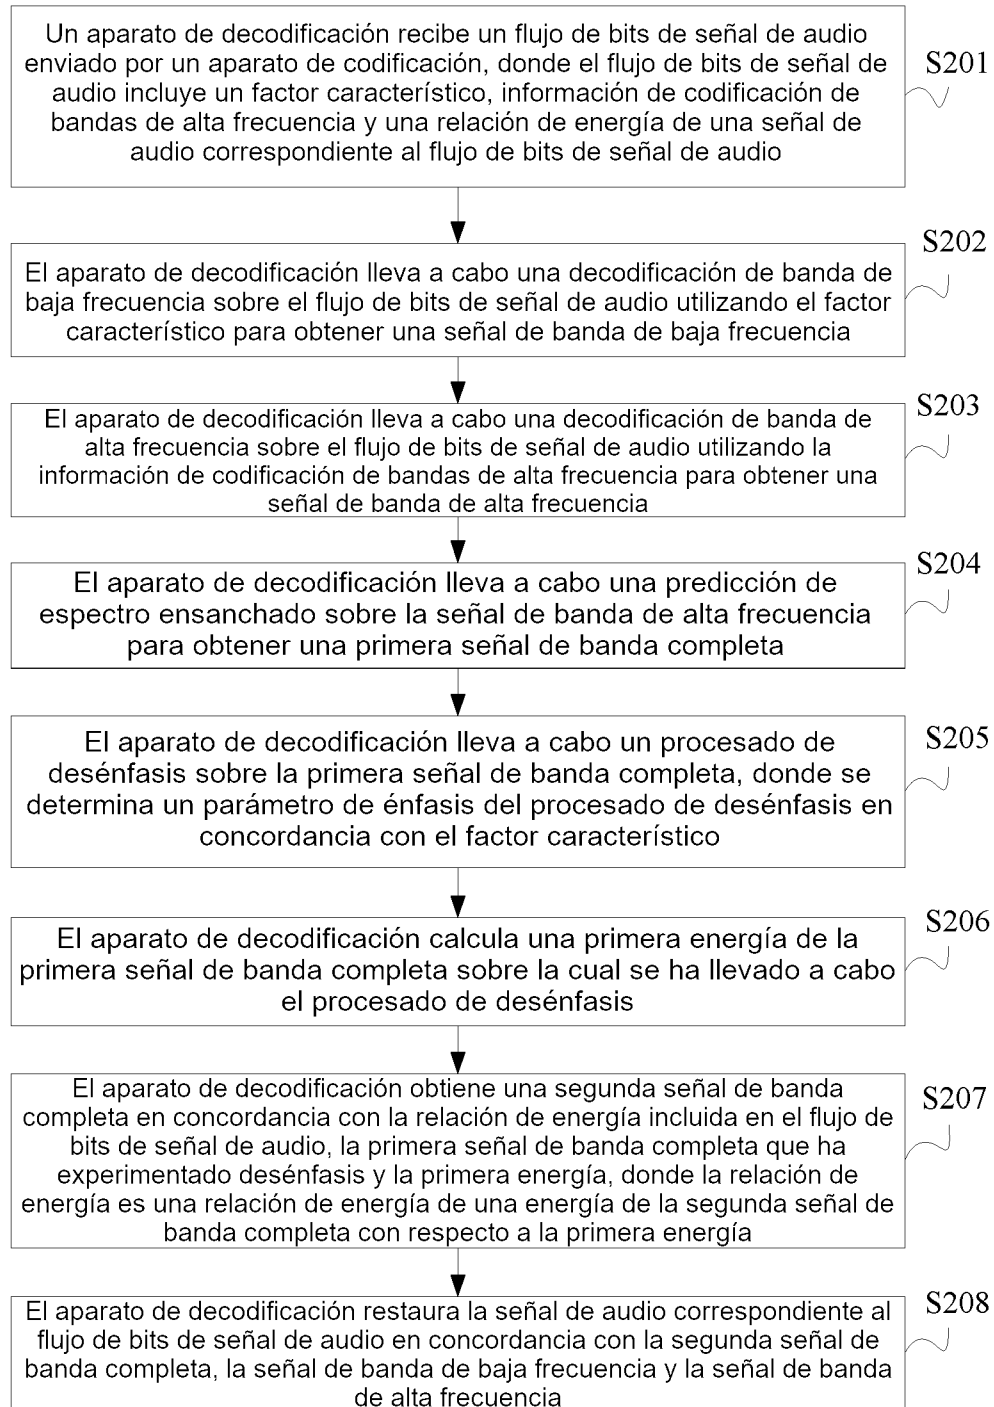 Un aparato de decodificación recibe un flujo de bits de señal de audio
enviado por un aparato de codificación, donde el flujo de bits de señal de
audio incluye un factor característico, información de codificación de
bandas de alta frecuencia y una relación de energía de una señal de
audio correspondiente al flujo de bits de señal de audio
S201
S202
El aparato de decodificación lleva a cabo una decodificación de banda de
baja frecuencia sobre el flujo de bits de señal de audio utilizando el factor
característico para obtener una señal de banda de baja frecuencia
S203
El aparato de decodificación lleva a cabo una decodificación de banda de
alta frecuencia sobre el flujo de bits de señal de audio utilizando la
información de codificación de bandas de alta frecuencia para obtener una
señal de banda de alta frecuencia
S204
El aparato de decodificación lleva a cabo una predicción de
espectro ensanchado sobre la señal de banda de alta frecuencia
para obtener una primera señal de banda completa
S205
El aparato de decodificación lleva a cabo un procesado de
desénfasis sobre la primera señal de banda completa, donde se
determina un parámetro de énfasis del procesado de desénfasis en
concordancia con el factor característico
S206
El aparato de decodificación calcula una primera energía de la
primera señal de banda completa sobre la cual se ha llevado a cabo
el procesado de desénfasis
S207
El aparato de decodificación obtiene una segunda señal de banda
completa en concordancia con la relación de energía incluida en el flujo de
bits de señal de audio, la primera señal de banda completa que ha
experimentado desénfasis y la primera energía, donde la relación de
energía es una relación de energía de una energía de la segunda señal de
banda completa con respecto a la primera energía
S208
El aparato de decodificación restaura la señal de audio correspondiente al
flujo de bits de señal de audio en concordancia con la segunda señal de
banda completa, la señal de banda de baja frecuencia y la señal de banda
de alta frecuencia